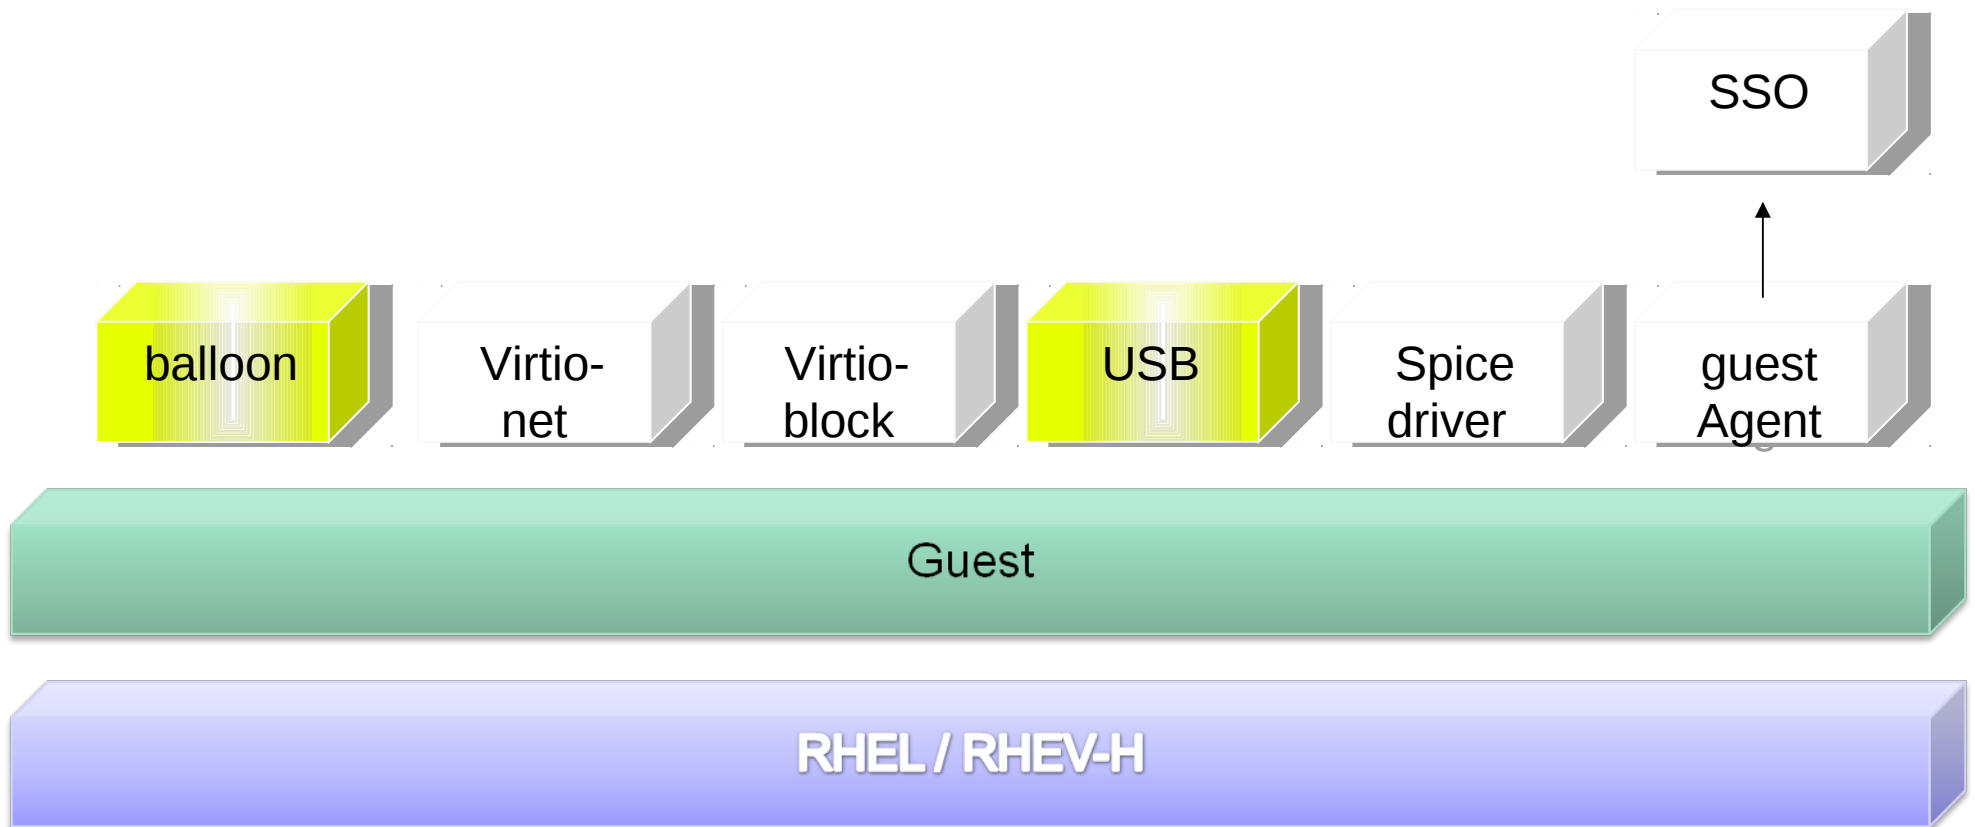 SSO
balloon
Virtio-
net
Virtio-
block
USB
Spice
driver
guest
Agent
Guest
RHEL / RHEV-H